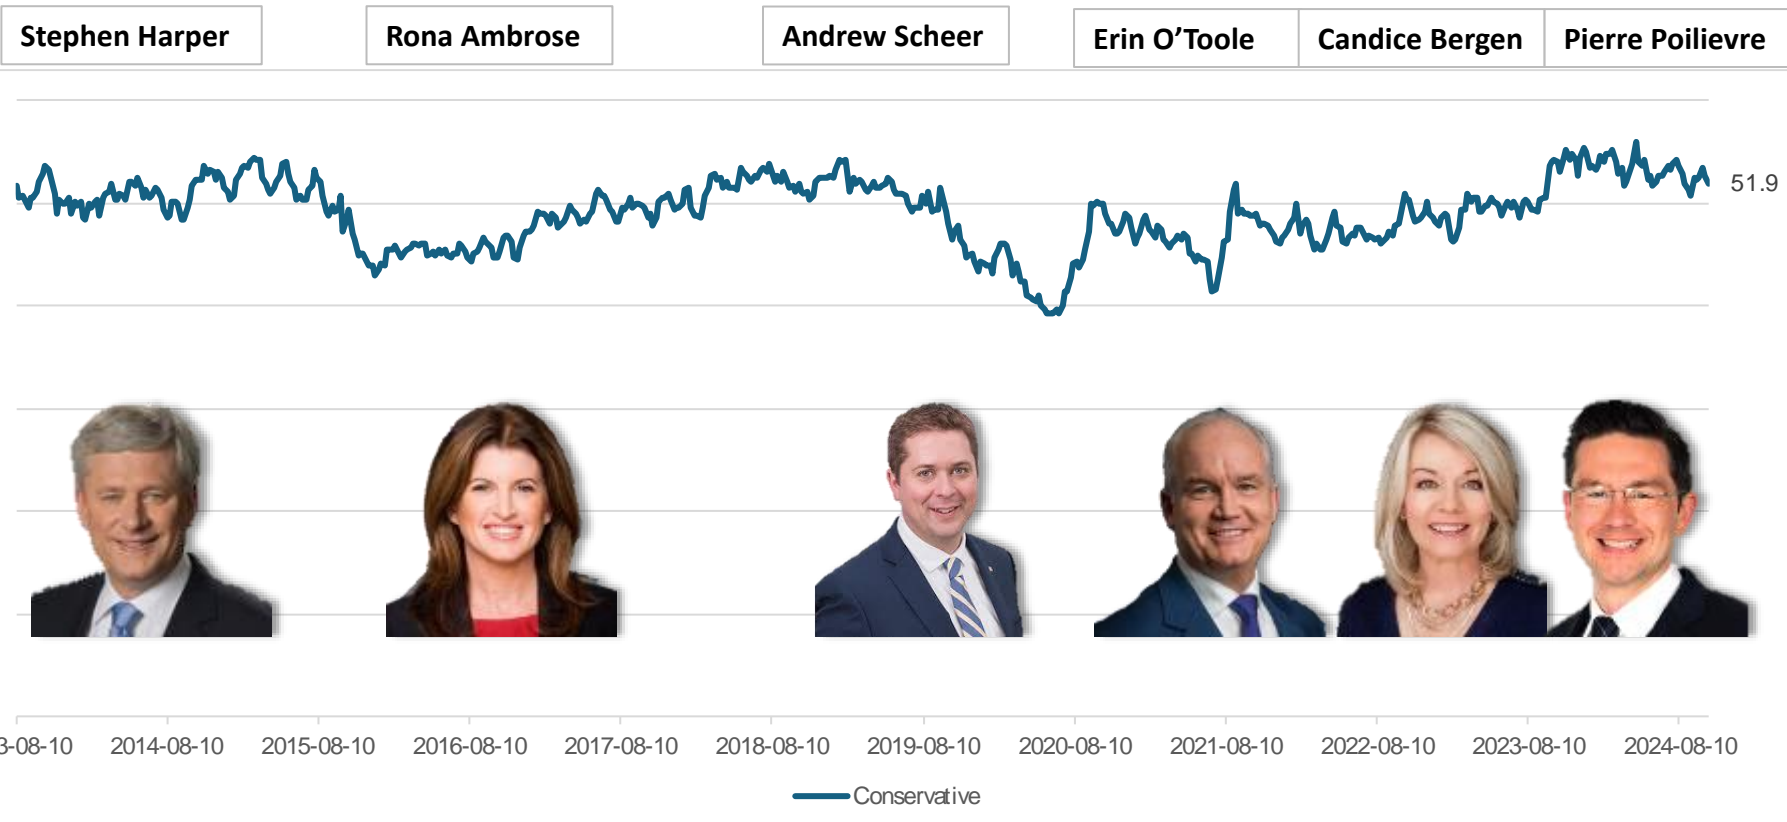 Stephen Harper
Rona Ambrose
Andrew Scheer
Erin O'Toole
Candice Bergen
Pierre Poilievre
51.9
3-08-10 2014-08-10 2015-08-10 2016-08-10 2017-08-10 2018-08-10 2019-08-10 2020-08-10 2021-08-10 2022-08-10 2023-08-10 2024-08-10
Conservative